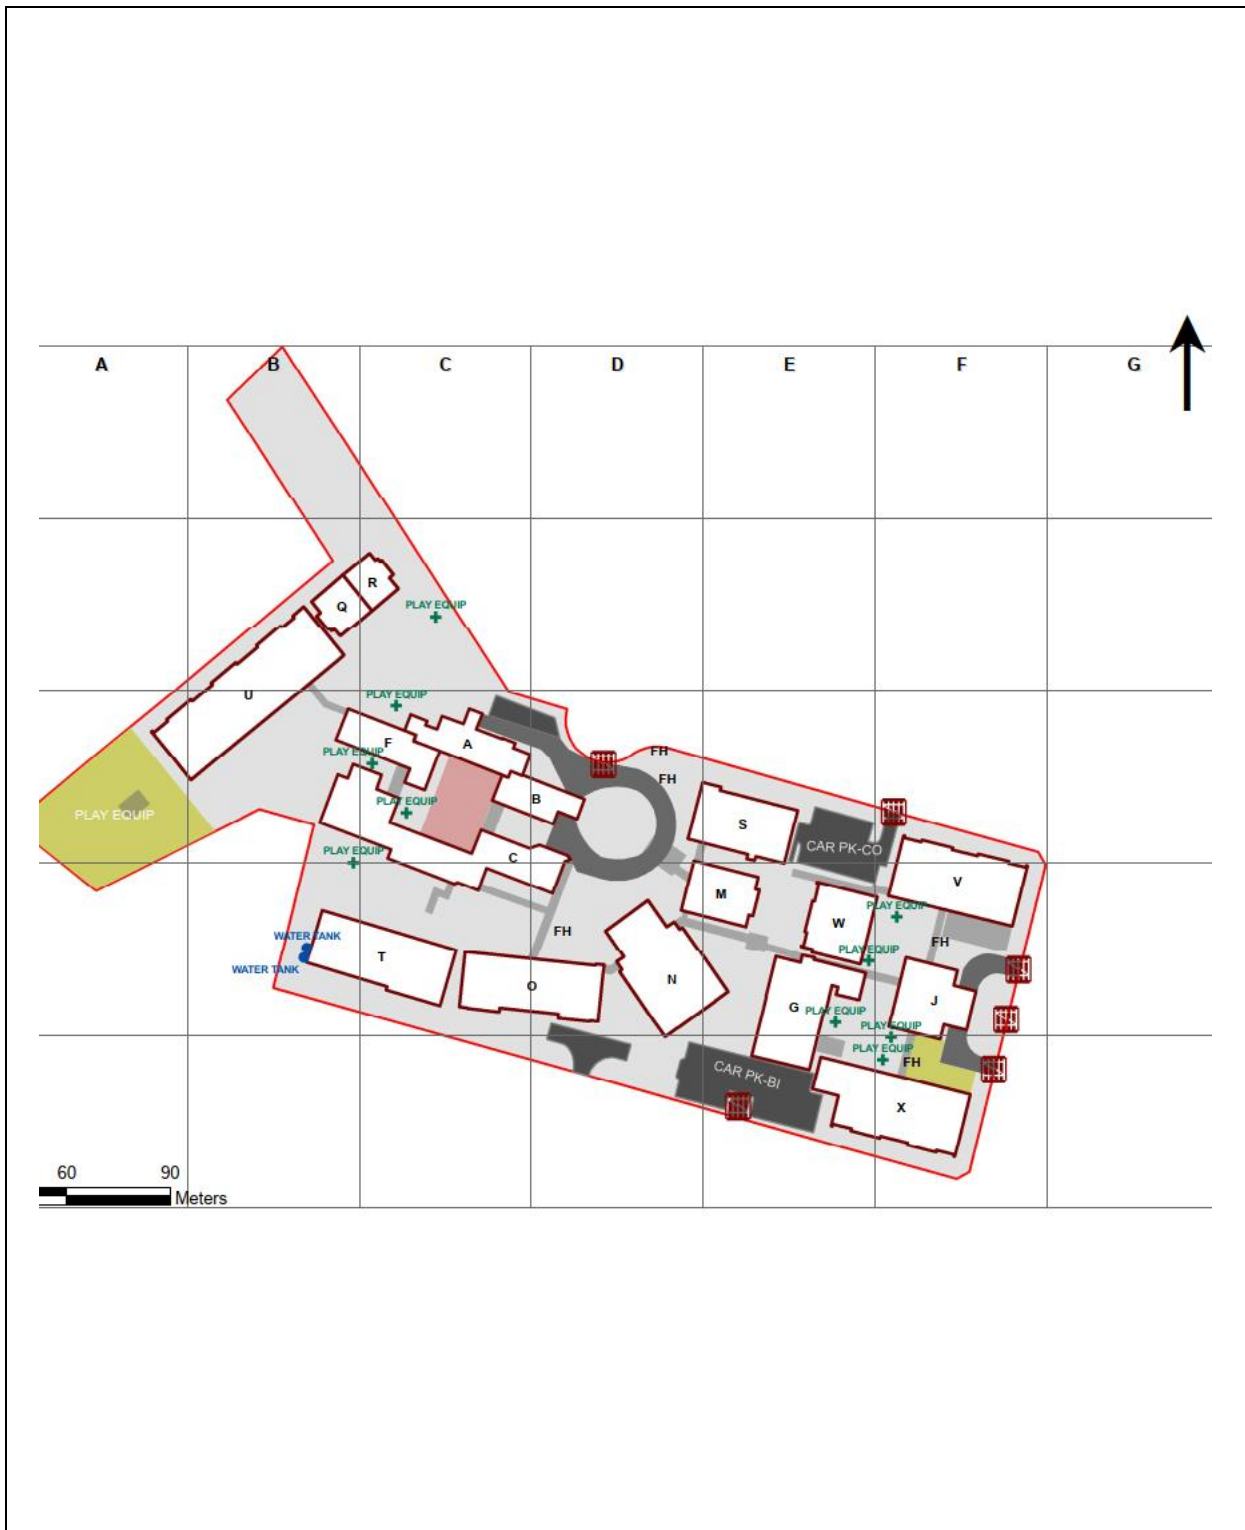 A B C D E F G
R
Q
PLAY EQUIP
U
PLAY EQUIP
F
A
FH
PLAY EQUIP
FH
B
PLAY EQUIP
PLAY EQUIP
S
CAR PK-CO
PLAY EQUIP
C
V
M
PLAY EQUIP
W
FH
WATER TANK
FH
PLAY EQUIP
T
WATER TANK
N
O
J
G
PLAY EQUIP
PLAY EQUIP
PLAY EQUIP
FH
CAR PK-BI
X
60 90
Meters